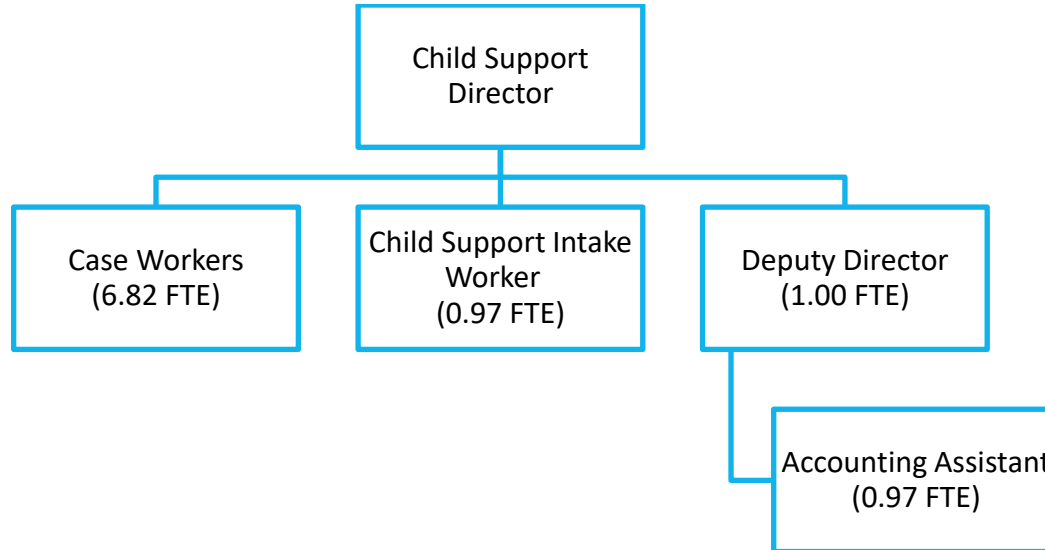 Child Support
Director
Case Workers
(6.82 FTE)
Child Support Intake
Worker
(0.97 FTE)
Deputy Director
(1.00 FTE)
Accounting Assistant
(0.97 FTE)